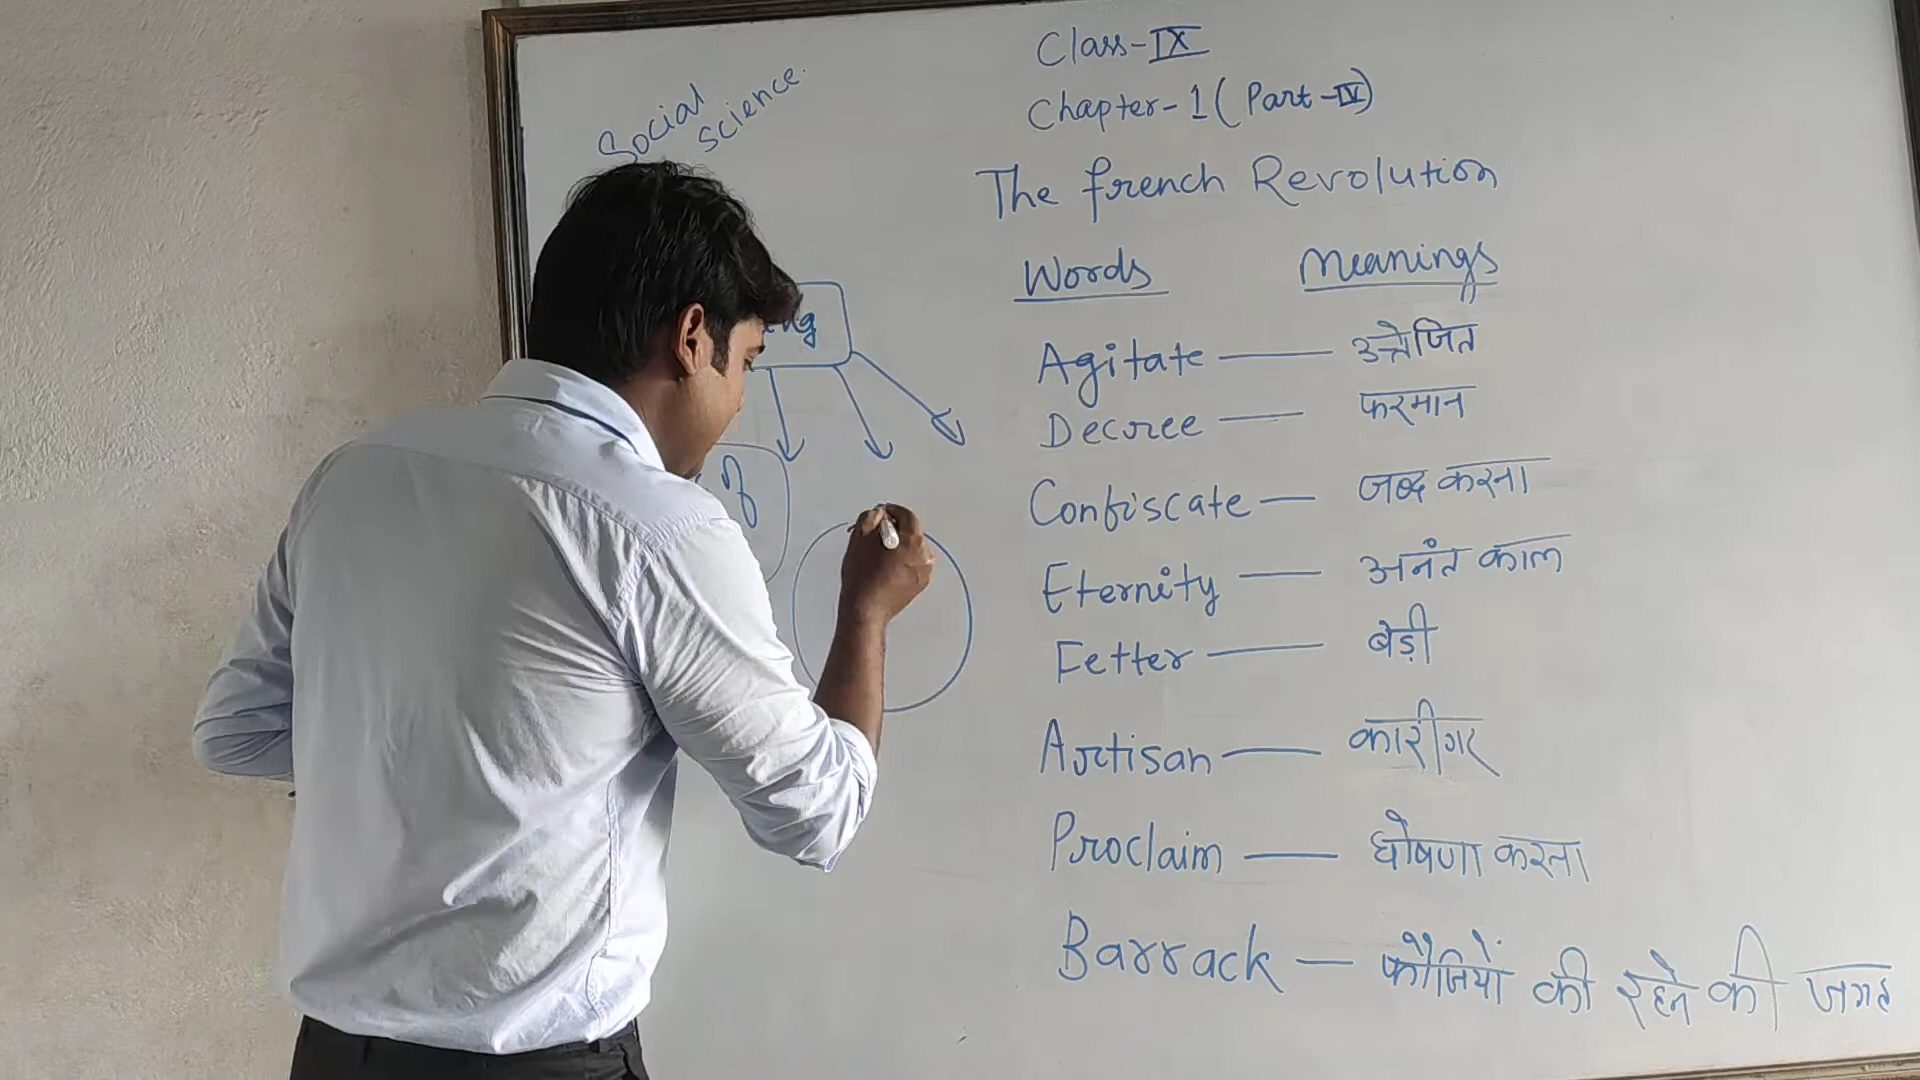 Social
science.
Class-IX
Chapter-1 (Part-IV)
The french Revolution
Words Meanings
Agitate — उत्तेजित
Decree — फरमान
Confiscate — जब्द करना
Eternity — अनंत काल
Fetter — बेड़ी
Artisan — कारीगर
Proclaim — घोषणा करना
Barrack — फौजियों की रहने की जगह
of